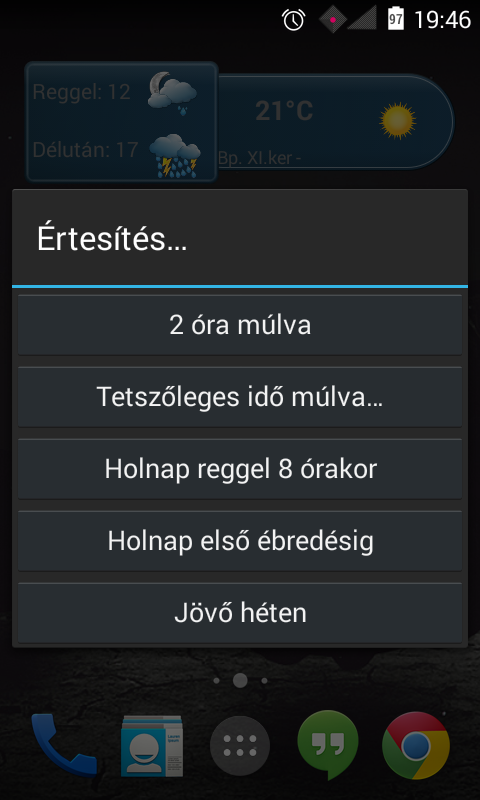 97 19:46
Reggel: 12
21°C
Délután: 17
Bp. XI.ker -
Értesítés...
2 óra múlva
Tetszőleges idő múlva...
Holnap reggel 8 órakor
Holnap első ébredésig
Jövő héten